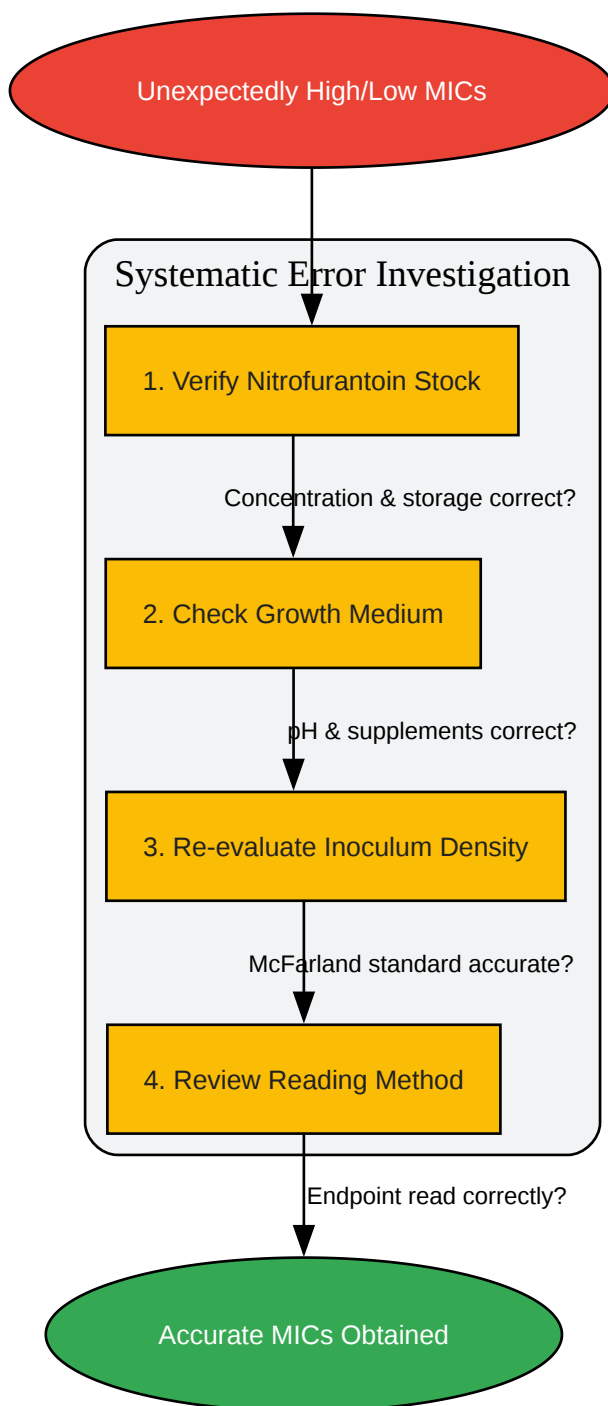 Unexpectedly High/Low MICs
Systematic Error Investigation
1. Verify Nitrofurantoin Stock
Concentration & storage correct?
2. Check Growth Medium
pH & supplements correct?
3. Re-evaluate Inoculum Density
McFarland standard accurate?
4. Review Reading Method
Endpoint read correctly?
Accurate MICs Obtained